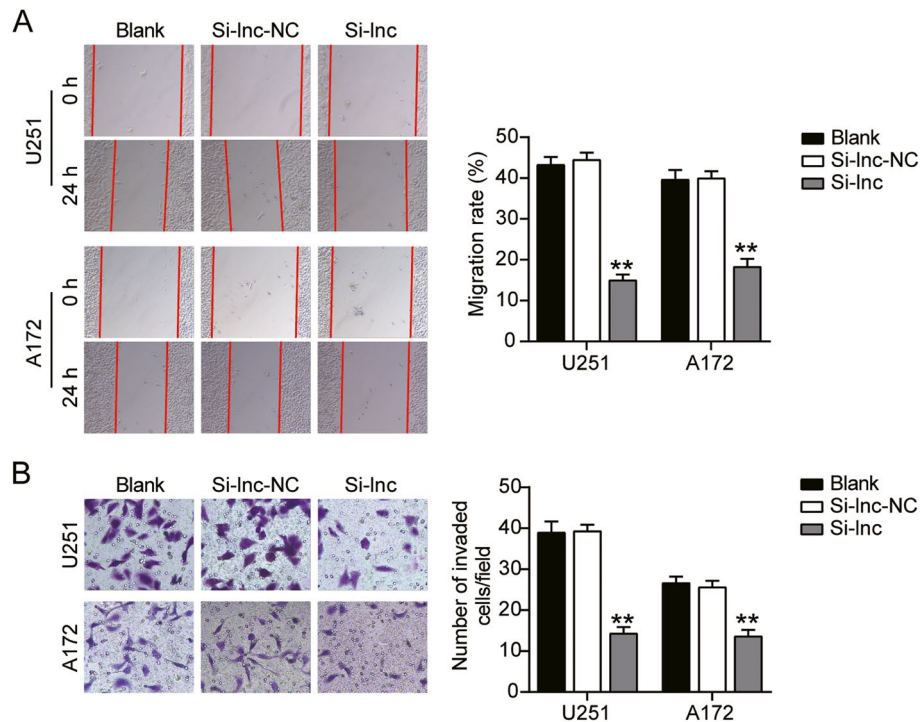 A
Blank Si-lnc-NC Si-lnc
U251
0 h
24h
A172
0 h
24 h
Migration rate (%)
50
40
30
20
10
0
U251 A172
** **
Blank
Si-lnc-NC
Si-lnc
B
Blank Si-lnc-NC Si-lnc
U251
A172
Number of invaded
cells/field
50
40
30
20
10
0
U251 A172
** **
Blank
Si-lnc-NC
Si-lnc